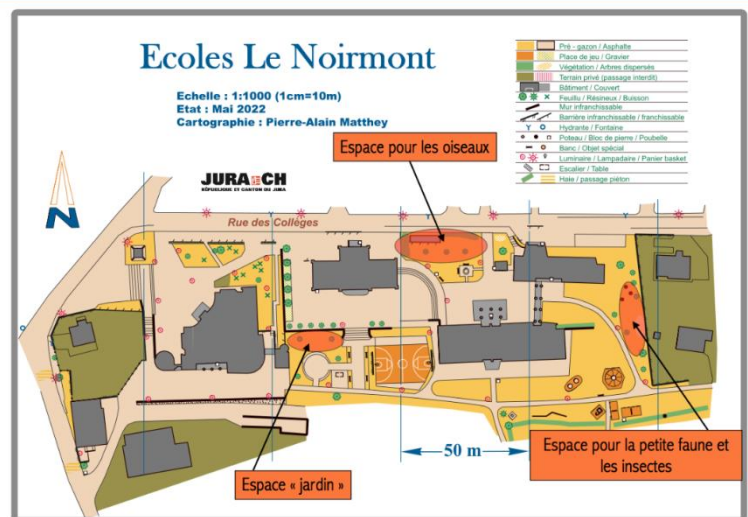 Ecoles Le Noirmont
Echelle : 1:1000 (1cm=10m)
Etat : Mai 2022
Cartographie : Pierre-Alain Matthey
Pré - gazon / Asphalte
Place de jeu / Gravier
Végétation / Arbres dispersés
Terrain privé (passage interdit)
Bâtiment / Couvert
Feuillu / Résineux / Buisson
Mur infranchissable
Barrière infranchissable / franchissable
Hydrante / Fontaine
Poteau / Bloc de pierre / Poubelle
Banc / Objet spécial
Luminaire / Lampadaire / Panier basket
Escalier / Table
Haie / passage piéton
Espace pour les oiseaux
JURA CH
RÉPUBLIQUE ET CANTON DU JURA
N
Rue des Collèges
50 m
Espace « jardin »
Espace pour la petite faune et
les insectes